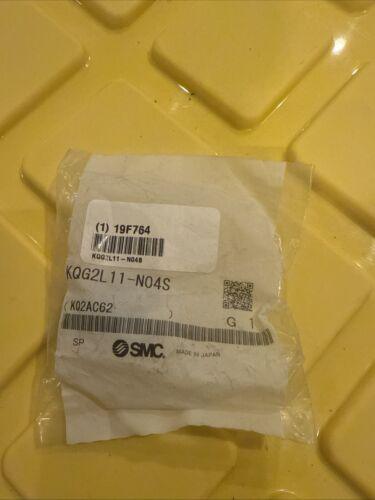 (1) 19F764
KQG2L11-N04S
KQG2L11-N04S
( KQ2AC62 )
G 1
SP SMC. MADE IN JAPAN